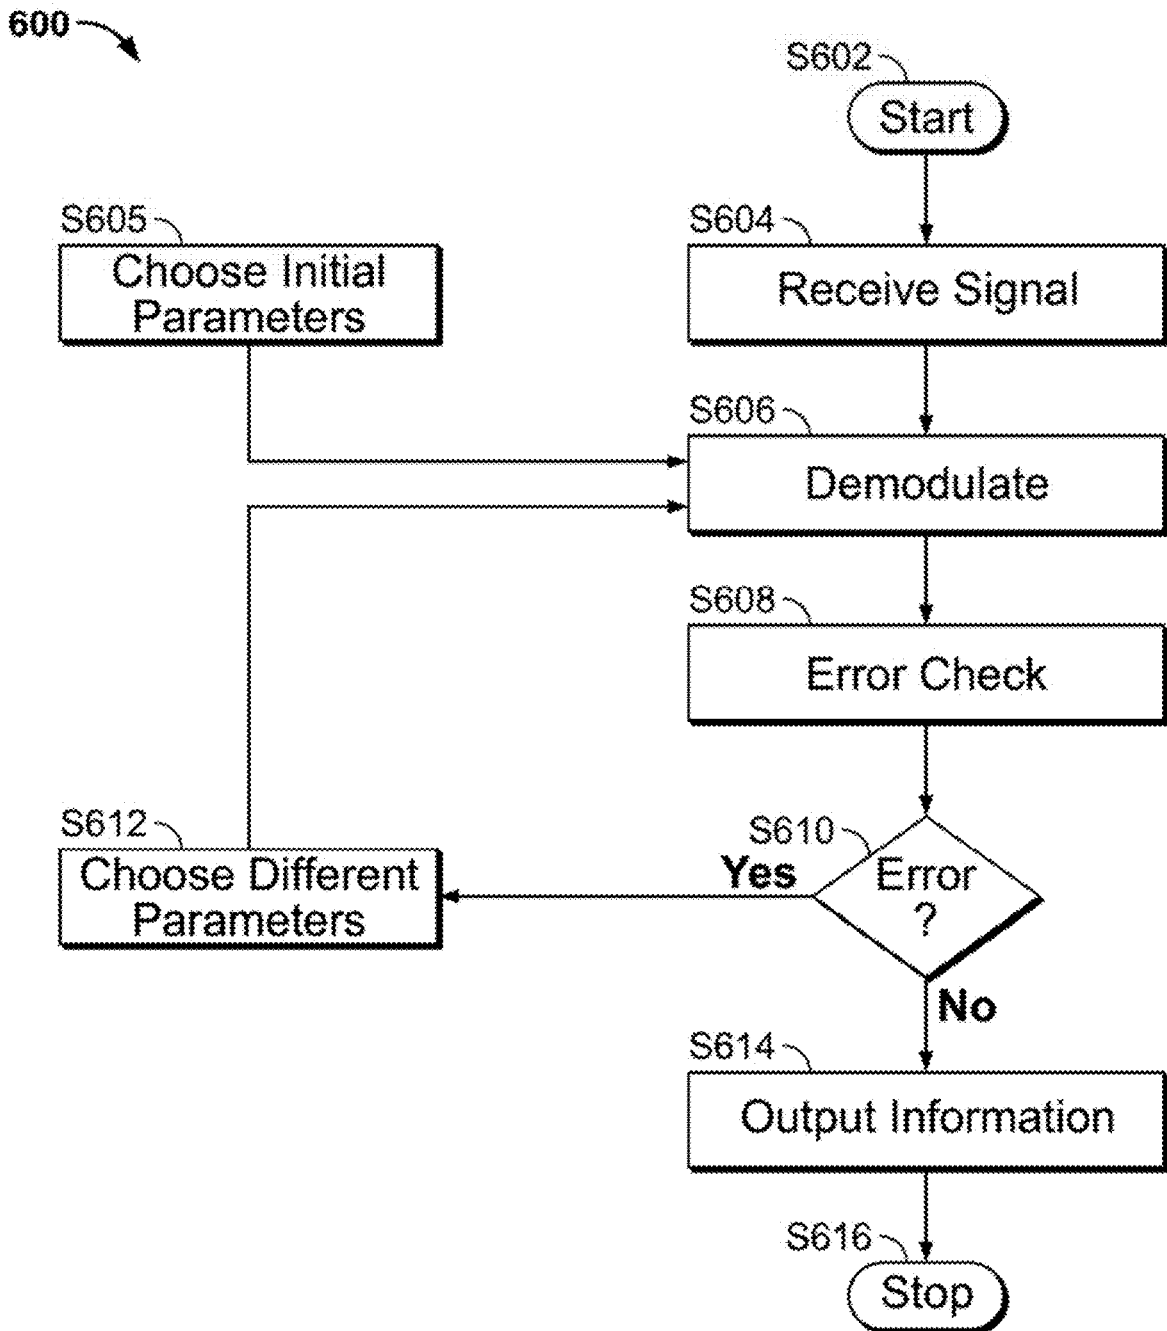 600
S602
Start
S605
Choose Initial
Parameters
S604
Receive Signal
S606
Demodulate
S608
Error Check
S612
Choose Different
Parameters
S610
Yes
Error
?
No
S614
Output Information
S616
Stop